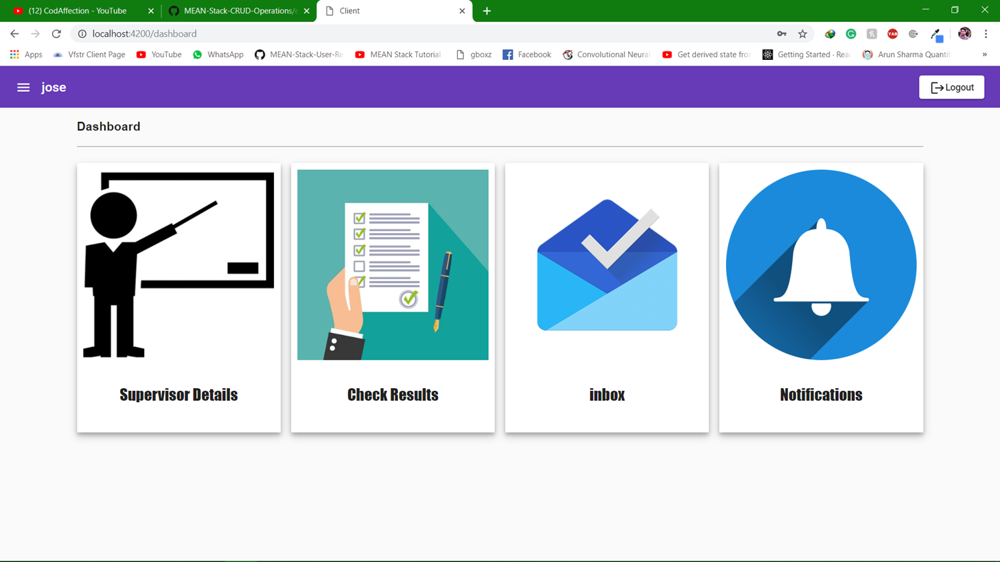 (12) CodAffection - YouTube
MEAN-Stack-CRUD-Operations/
Client
localhost:4200/dashboard
Apps
Vfstr Client Page
YouTube
WhatsApp
MEAN-Stack-User-Re
MEAN Stack Tutorial
gboxz
Facebook
Convolutional Neura
Get derived state fro
Getting Started · Rea
Arun Sharma Quantit
»
jose
Logout
Dashboard
Supervisor Details
Check Results
inbox
Notifications